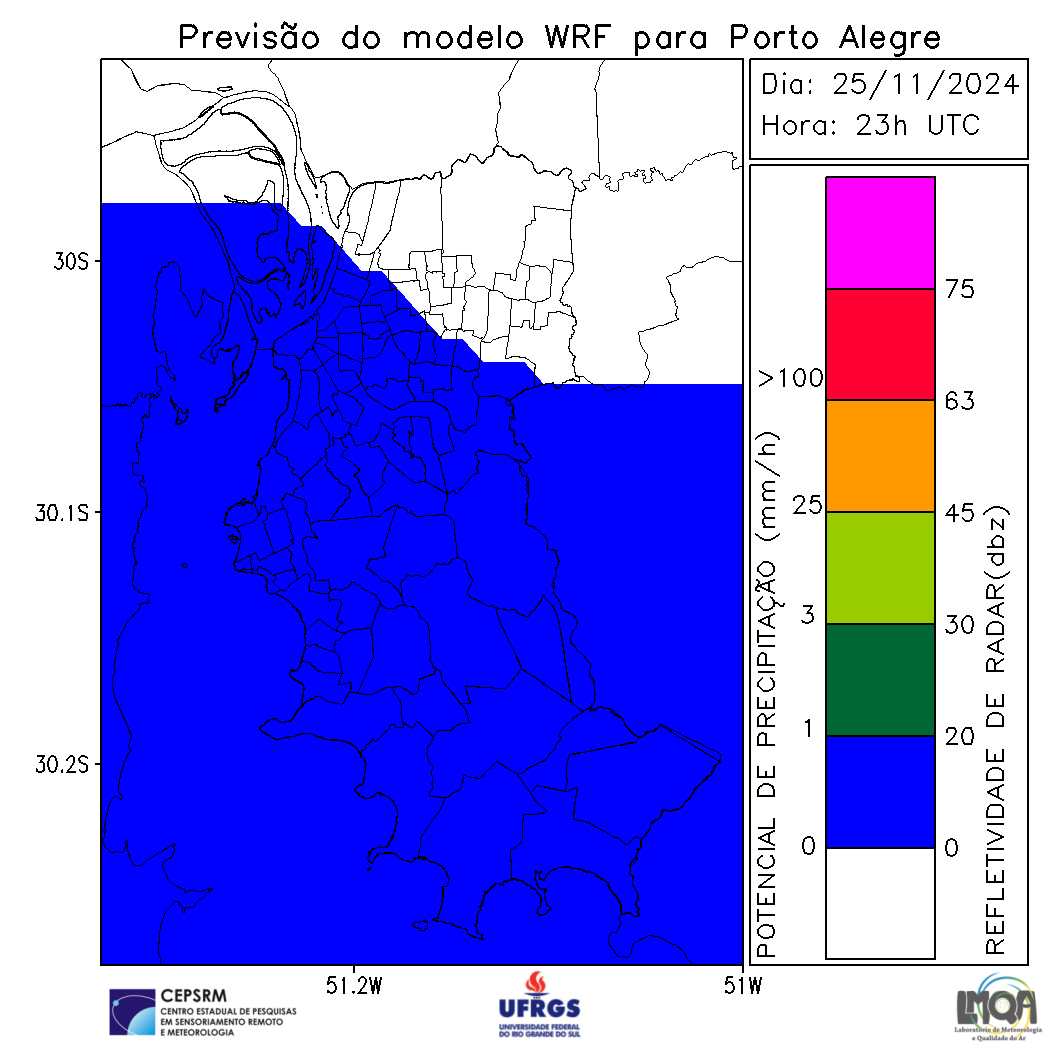 Previsão do modelo WRF para Porto Alegre
Dia: 25/11/2024
Hora: 23h UTC
30S
30.1S
30.2S
51.2W
51W
POTENCIAL DE PRECIPITAÇÃO (mm/h)
>100
25
3
1
0
75
63
45
30
20
0
REFLETIVIDADE DE RADAR(dbz)
CEPSRM
CENTRO ESTADUAL DE PESQUISAS
EM SENSORIAMENTO REMOTO
E METEOROLOGIA
UFRGS
UNIVERSIDADE FEDERAL
DO RIO GRANDE DO SUL
LMQA
Laboratório de Meteorologia
e Qualidade do Ar